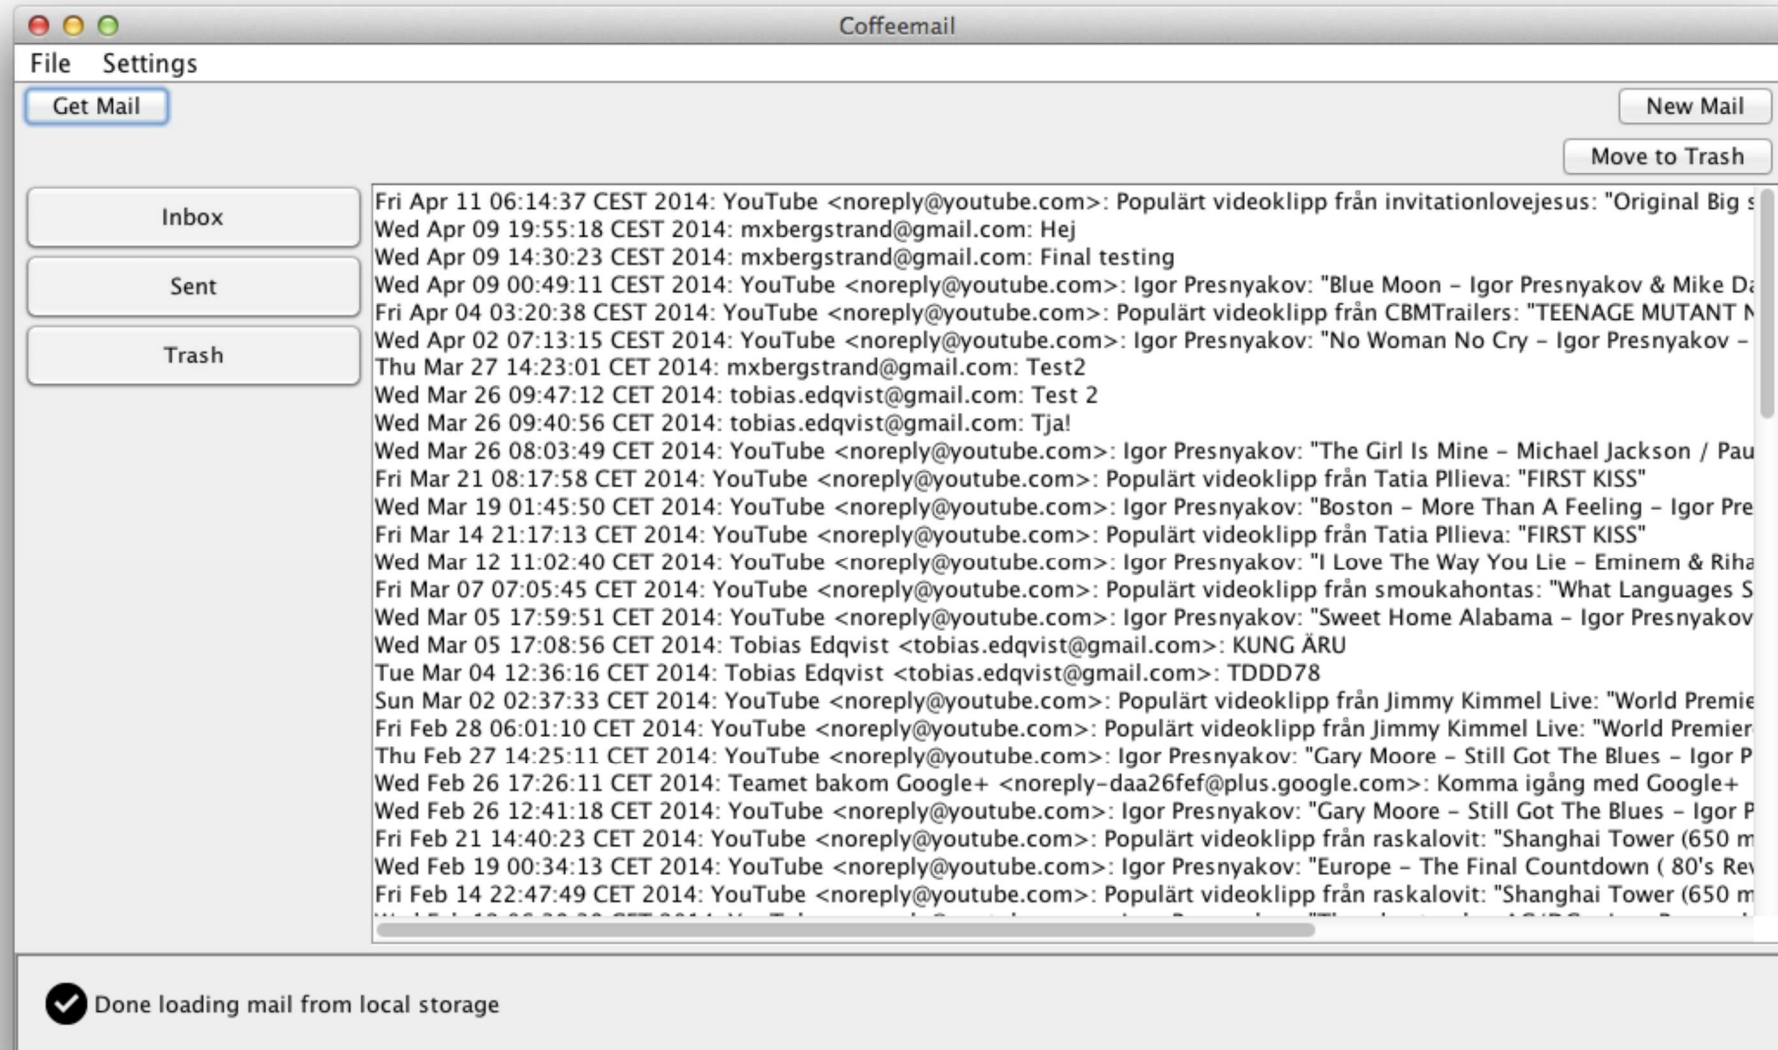 Coffeemail
File Settings
Get Mail
New Mail
Move to Trash
Inbox
Sent
Trash
Fri Apr 11 06:14:37 CEST 2014: YouTube <noreply@youtube.com>: Populärt videoklipp från invitationlovejesus: "Original Big s
Wed Apr 09 19:55:18 CEST 2014: mxbergstrand@gmail.com: Hej
Wed Apr 09 14:30:23 CEST 2014: mxbergstrand@gmail.com: Final testing
Wed Apr 09 00:49:11 CEST 2014: YouTube <noreply@youtube.com>: Igor Presnyakov: "Blue Moon – Igor Presnyakov & Mike Da
Fri Apr 04 03:20:38 CEST 2014: YouTube <noreply@youtube.com>: Populärt videoklipp från CBMTrailers: "TEENAGE MUTANT N
Wed Apr 02 07:13:15 CEST 2014: YouTube <noreply@youtube.com>: Igor Presnyakov: "No Woman No Cry – Igor Presnyakov –
Thu Mar 27 14:23:01 CET 2014: mxbergstrand@gmail.com: Test2
Wed Mar 26 09:47:12 CET 2014: tobias.edqvist@gmail.com: Test 2
Wed Mar 26 09:40:56 CET 2014: tobias.edqvist@gmail.com: Tja!
Wed Mar 26 08:03:49 CET 2014: YouTube <noreply@youtube.com>: Igor Presnyakov: "The Girl Is Mine – Michael Jackson / Pau
Fri Mar 21 08:17:58 CET 2014: YouTube <noreply@youtube.com>: Populärt videoklipp från Tatia PIlieva: "FIRST KISS"
Wed Mar 19 01:45:50 CET 2014: YouTube <noreply@youtube.com>: Igor Presnyakov: "Boston – More Than A Feeling – Igor Pre
Fri Mar 14 21:17:13 CET 2014: YouTube <noreply@youtube.com>: Populärt videoklipp från Tatia PIlieva: "FIRST KISS"
Wed Mar 12 11:02:40 CET 2014: YouTube <noreply@youtube.com>: Igor Presnyakov: "I Love The Way You Lie – Eminem & Riha
Fri Mar 07 07:05:45 CET 2014: YouTube <noreply@youtube.com>: Populärt videoklipp från smoukahontas: "What Languages S
Wed Mar 05 17:59:51 CET 2014: YouTube <noreply@youtube.com>: Igor Presnyakov: "Sweet Home Alabama – Igor Presnyakov
Wed Mar 05 17:08:56 CET 2014: Tobias Edqvist <tobias.edqvist@gmail.com>: KUNG ÄRU
Tue Mar 04 12:36:16 CET 2014: Tobias Edqvist <tobias.edqvist@gmail.com>: TDDD78
Sun Mar 02 02:37:33 CET 2014: YouTube <noreply@youtube.com>: Populärt videoklipp från Jimmy Kimmel Live: "World Premie
Fri Feb 28 06:01:10 CET 2014: YouTube <noreply@youtube.com>: Populärt videoklipp från Jimmy Kimmel Live: "World Premier
Thu Feb 27 14:25:11 CET 2014: YouTube <noreply@youtube.com>: Igor Presnyakov: "Gary Moore – Still Got The Blues – Igor P
Wed Feb 26 17:26:11 CET 2014: Teamet bakom Google+ <noreply-daa26fef@plus.google.com>: Komma igång med Google+
Wed Feb 26 12:41:18 CET 2014: YouTube <noreply@youtube.com>: Igor Presnyakov: "Gary Moore – Still Got The Blues – Igor P
Fri Feb 21 14:40:23 CET 2014: YouTube <noreply@youtube.com>: Populärt videoklipp från raskalovit: "Shanghai Tower (650 m
Wed Feb 19 00:34:13 CET 2014: YouTube <noreply@youtube.com>: Igor Presnyakov: "Europe – The Final Countdown ( 80's Rev
Fri Feb 14 22:47:49 CET 2014: YouTube <noreply@youtube.com>: Populärt videoklipp från raskalovit: "Shanghai Tower (650 m
Done loading mail from local storage